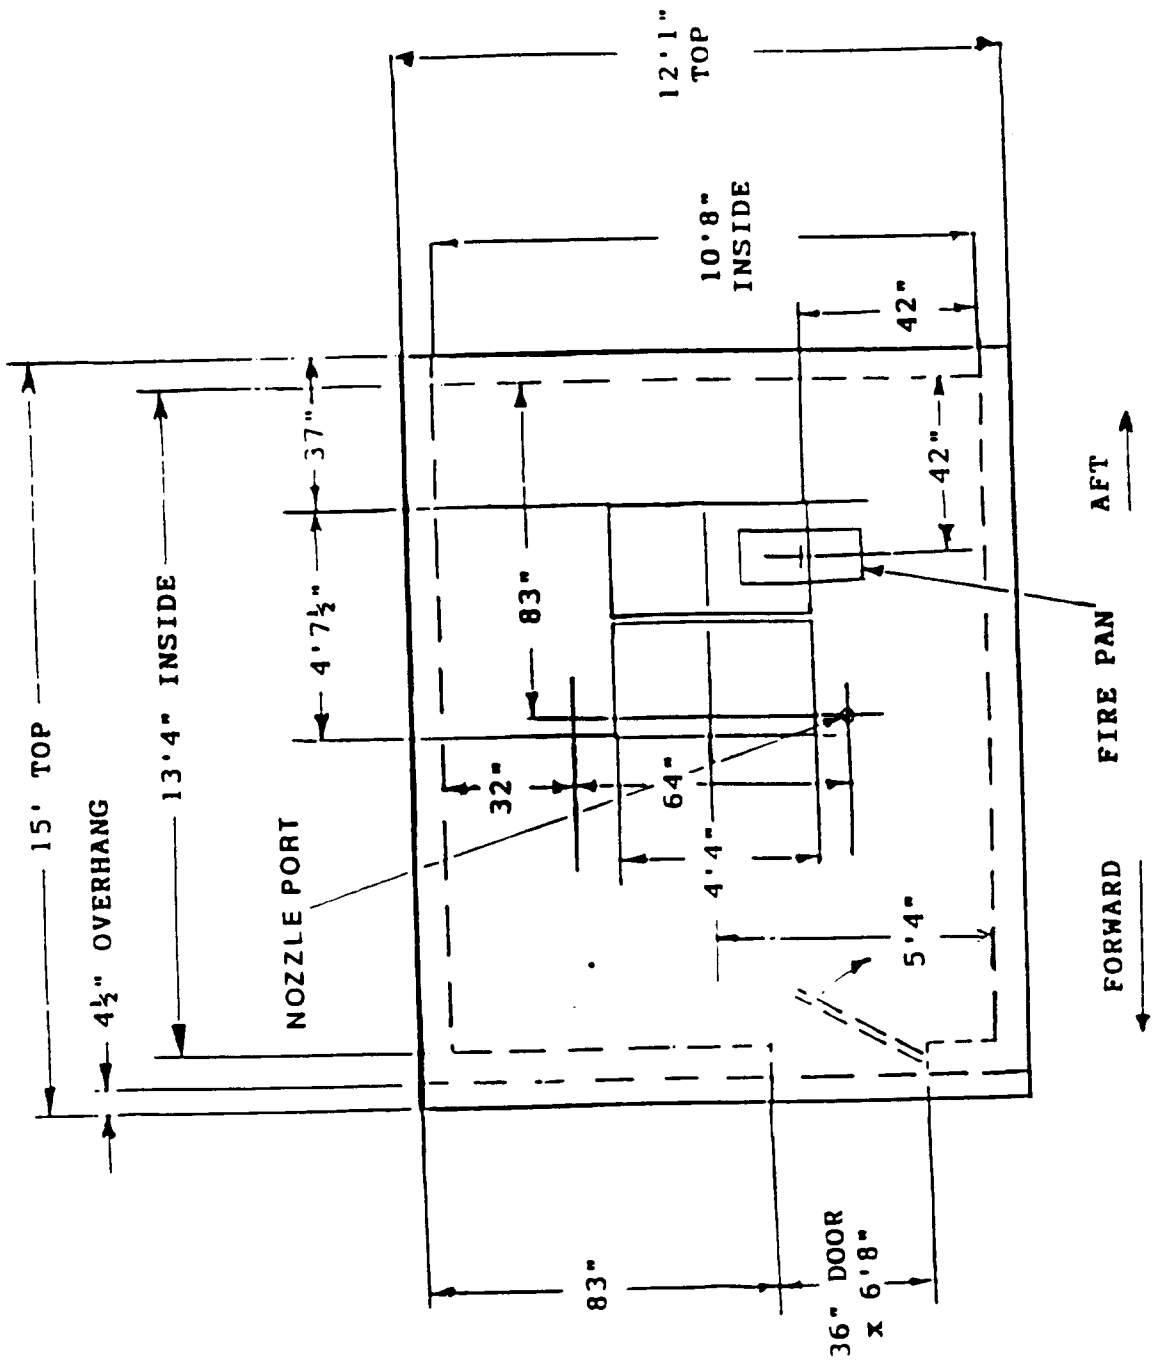 15' TOP
4½" OVERHANG
13'4" INSIDE
NOZZLE PORT
4'7½"
37"
12'1"
TOP
10'8"
INSIDE
83"
32"
64"
4'4"
42"
42"
5'4"
83"
36" DOOR
x 6'8"
FORWARD
FIRE PAN
AFT